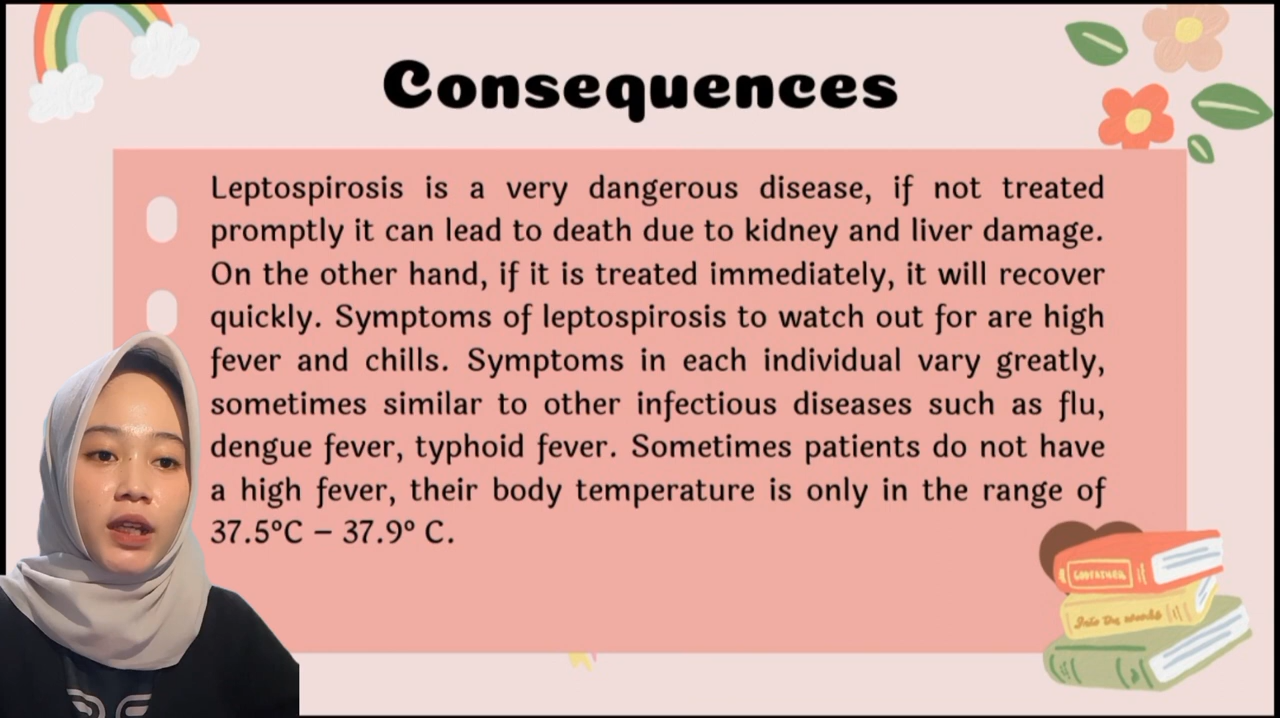 Consequences
Leptospirosis is a very dangerous disease, if not treated
promptly it can lead to death due to kidney and liver damage.
On the other hand, if it is treated immediately, it will recover
quickly. Symptoms of leptospirosis to watch out for are high
fever and chills. Symptoms in each individual vary greatly,
sometimes similar to other infectious diseases such as flu,
dengue fever, typhoid fever. Sometimes patients do not have
a high fever, their body temperature is only in the range of
37.5°C – 37.9° C.
GODFATHER
Into The Woods